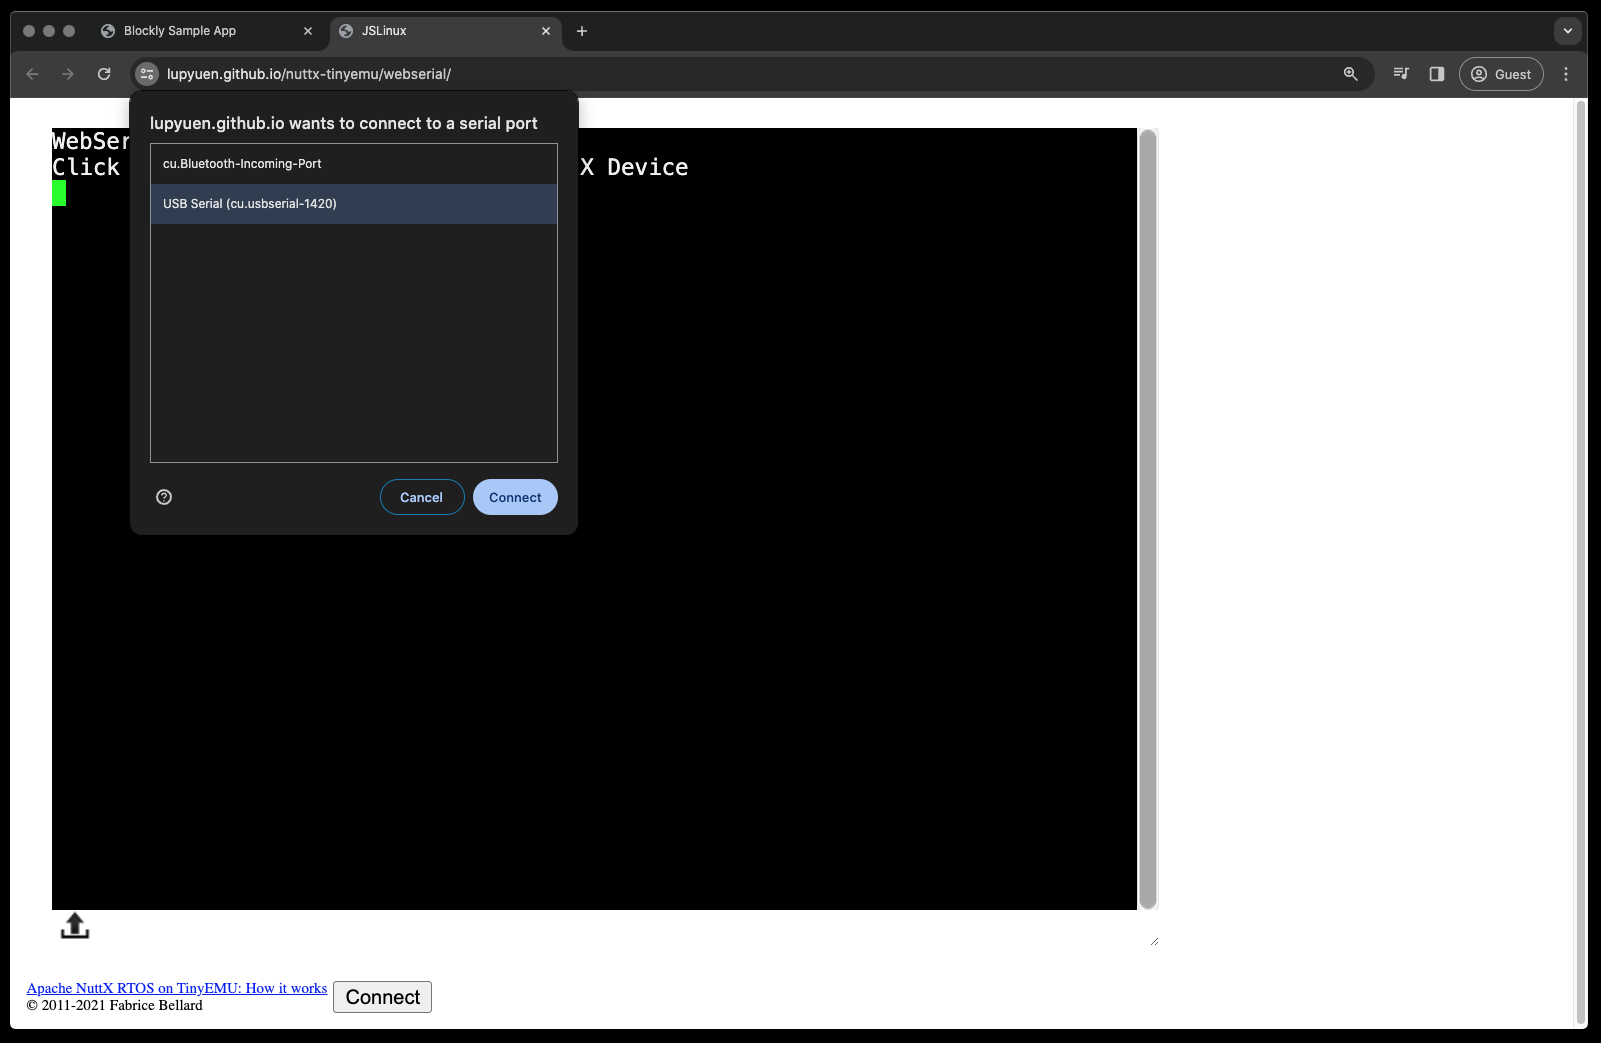 Blockly Sample App
JSLinux
lupyuen.github.io/nuttx-tinyemu/webserial/
Guest
lupyuen.github.io wants to connect to a serial port
cu.Bluetooth-Incoming-Port
USB Serial (cu.usbserial-1420)
Cancel
Connect
WebSer
Click X Device
Apache NuttX RTOS on TinyEMU: How it works
© 2011-2021 Fabrice Bellard
Connect